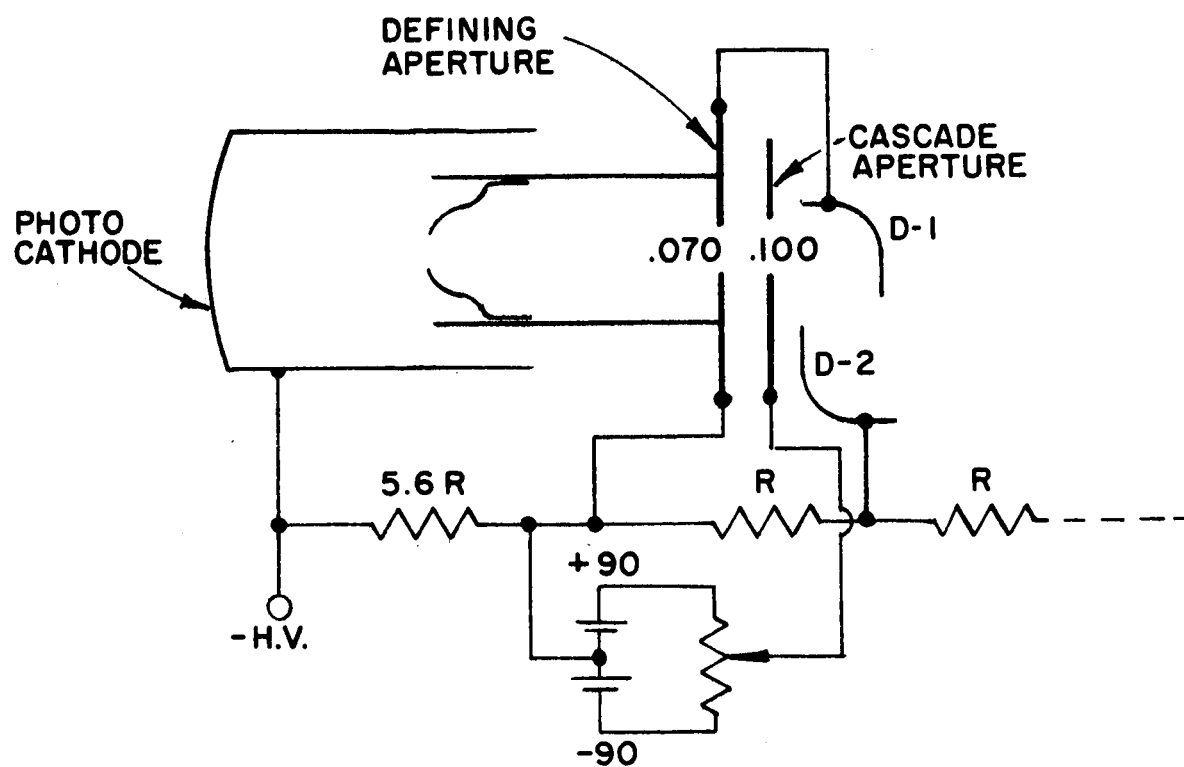 DEFINING
APERTURE
CASCADE
APERTURE
PHOTO
CATHODE
.070
.100
D-1
D-2
5.6 R
R
R
+90
-H.V.
-90